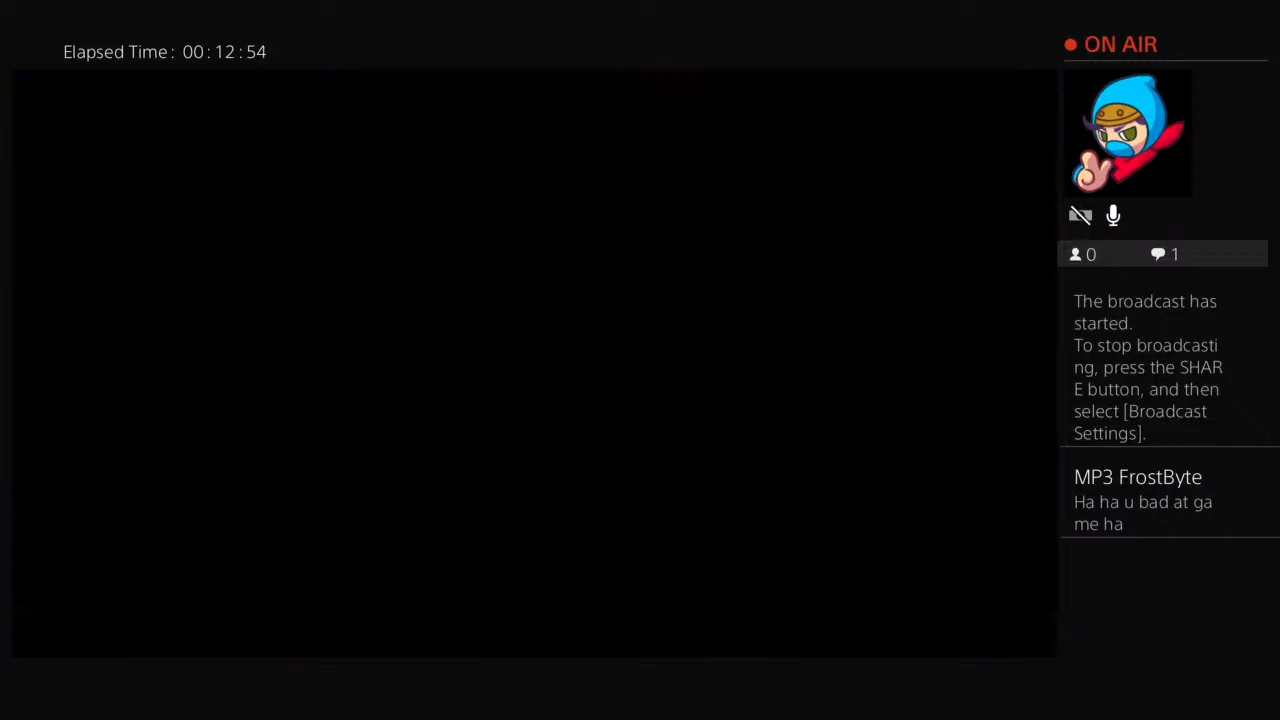 Elapsed Time: 00:12:54
ON AIR
0 1
The broadcast has
started.
To stop broadcasti
ng, press the SHAR
E button, and then
select [Broadcast
Settings].
MP3 FrostByte
Ha ha u bad at ga
me ha